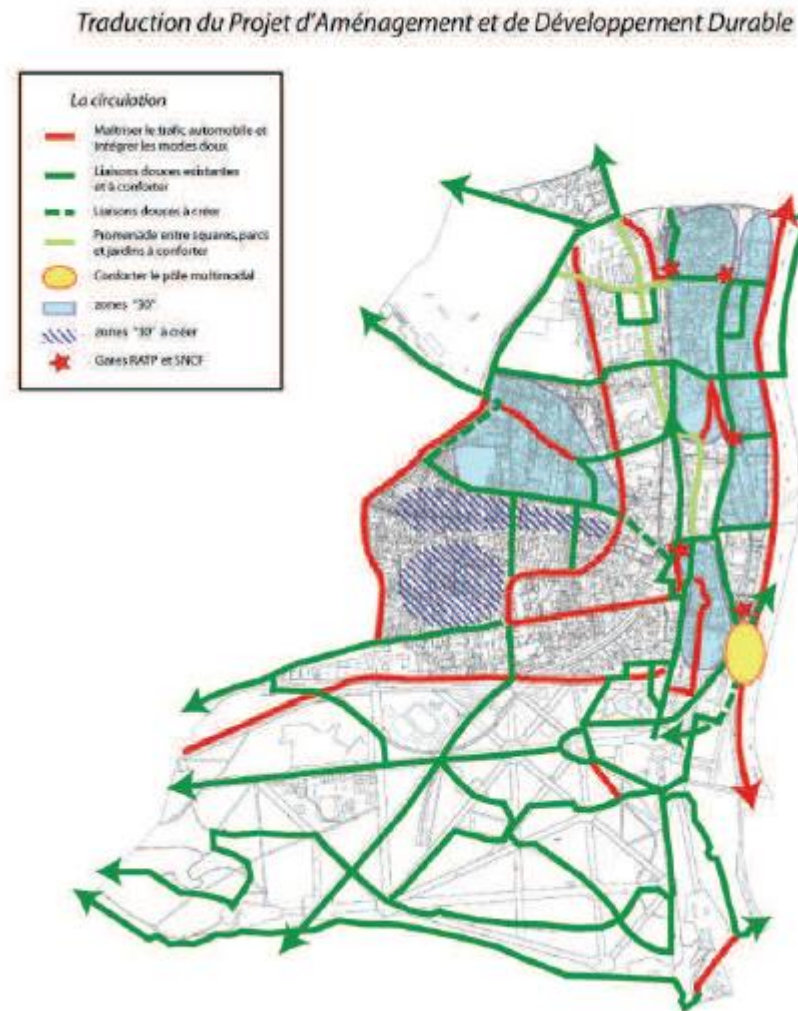 Traduction du Projet d'Aménagement et de Développement Durable
La circulation
Maîtriser le trafic automobile et
intégrer les modes doux
Liaisons douces existantes
et à conforter
Liaisons douces à créer
Promenade entre squares, parcs
et jardins à conforter
Conforter le pôle multimodal
zones "30"
zones "30" à créer
Gares RATP et SNCF